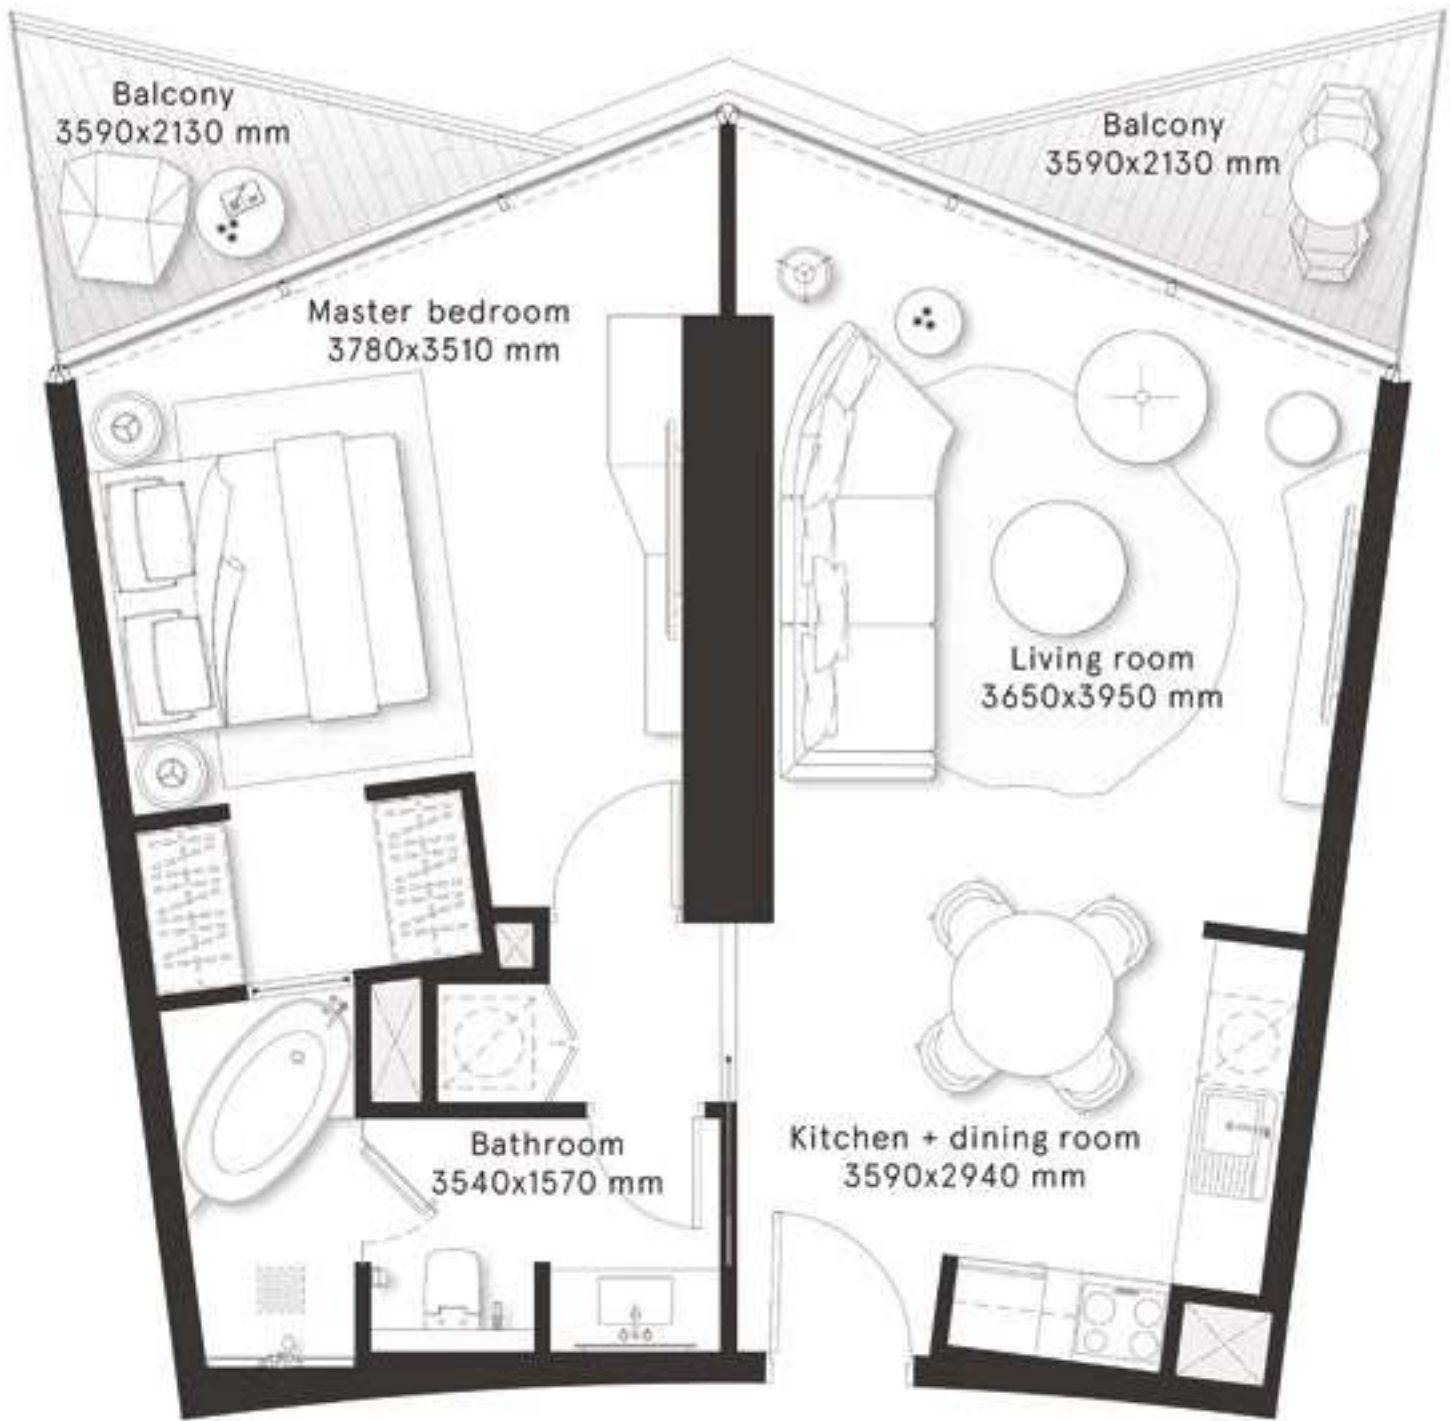 Balcony
3590x2130 mm
Balcony
3590x2130 mm
Master bedroom
3780x3510 mm
Living room
3650x3950 mm
Kitchen + dining room
3590x2940 mm
Bathroom
3540x1570 mm